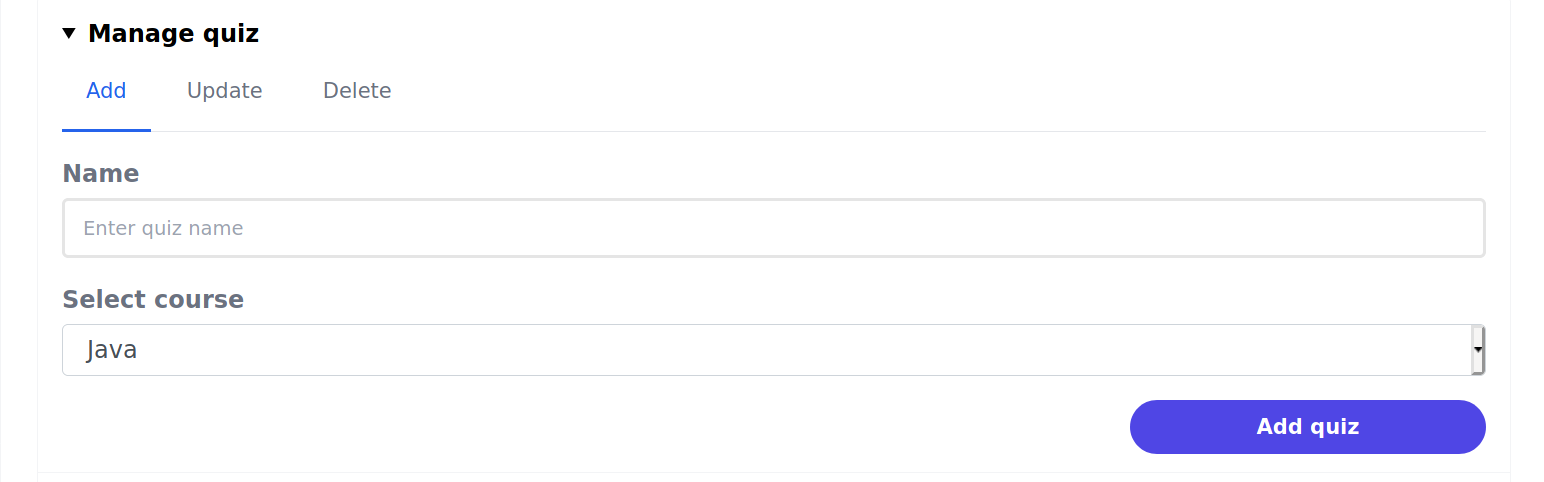 Manage quiz
Add Update Delete
Name
Enter quiz name
Select course
Java
Add quiz